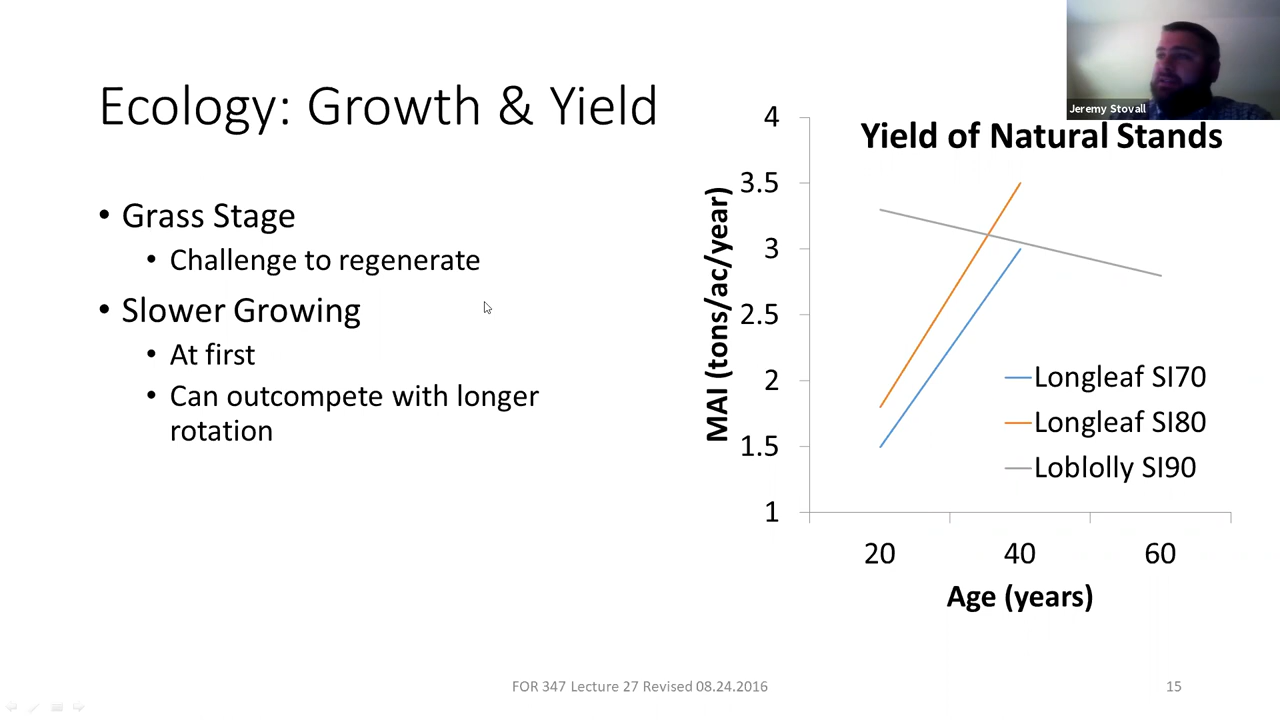 Jeremy Stovall
Ecology: Growth & Yield
• Grass Stage
• Challenge to regenerate
• Slower Growing
• At first
• Can outcompete with longer
rotation
Yield of Natural Stands
MAI (tons/ac/year)
4
3.5
3
2.5
2
1.5
1
Longleaf SI70
Longleaf SI80
Loblolly SI90
20 40 60
Age (years)
FOR 347 Lecture 27 Revised 08.24.2016
15